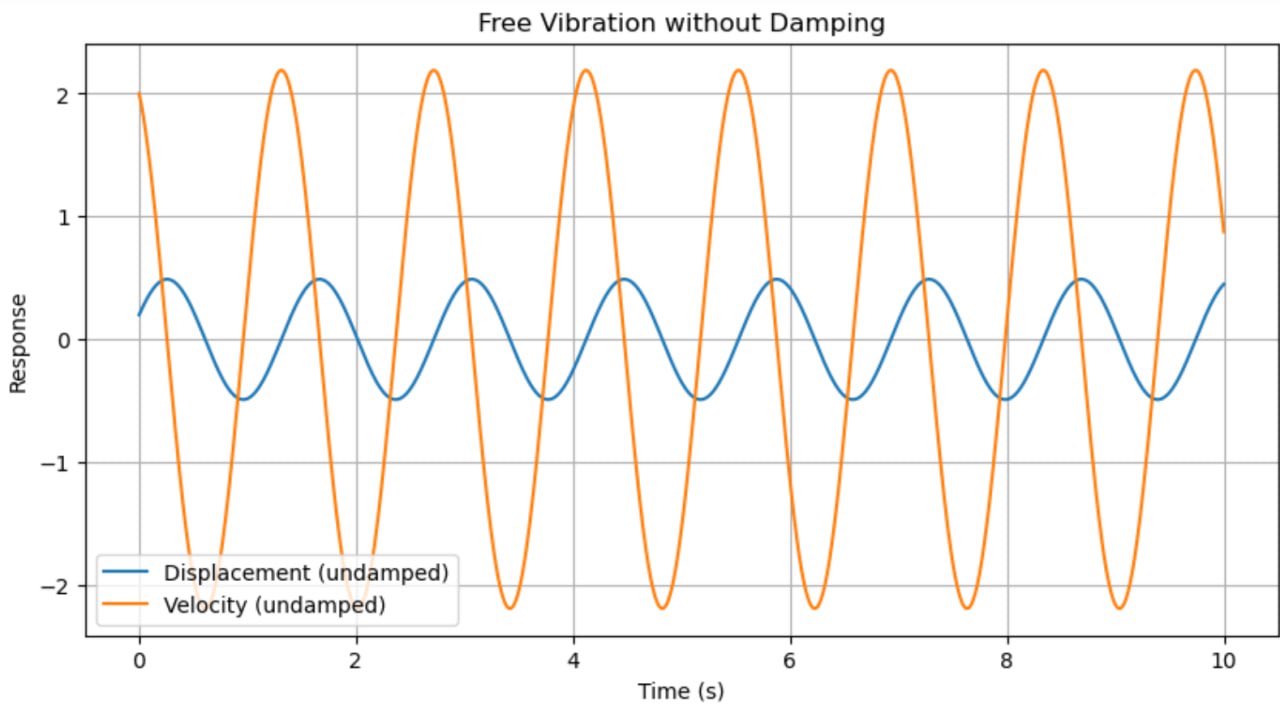 Free Vibration without Damping
Response
2
1
0
−1
−2
Displacement (undamped)
Velocity (undamped)
0 2 4 6 8 10
Time (s)